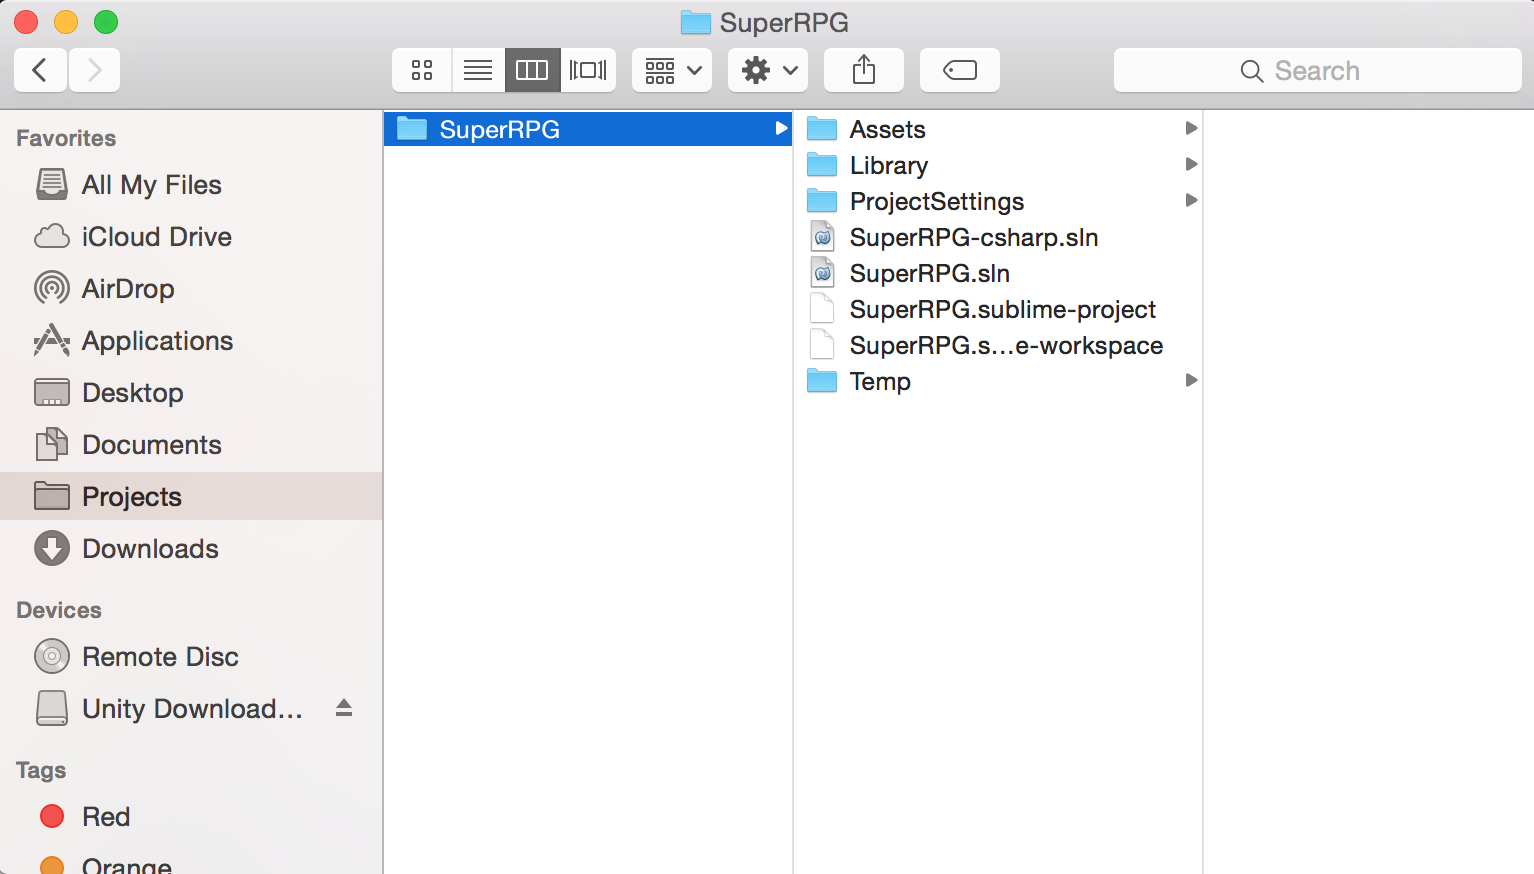 SuperRPG
Search
Favorites
All My Files
iCloud Drive
AirDrop
Applications
Desktop
Documents
Projects
Downloads
Devices
Remote Disc
Unity Download...
Tags
Red
Orange
SuperRPG
Assets
Library
ProjectSettings
SuperRPG-csharp.sln
SuperRPG.sln
SuperRPG.sublime-project
SuperRPG.s...e-workspace
Temp